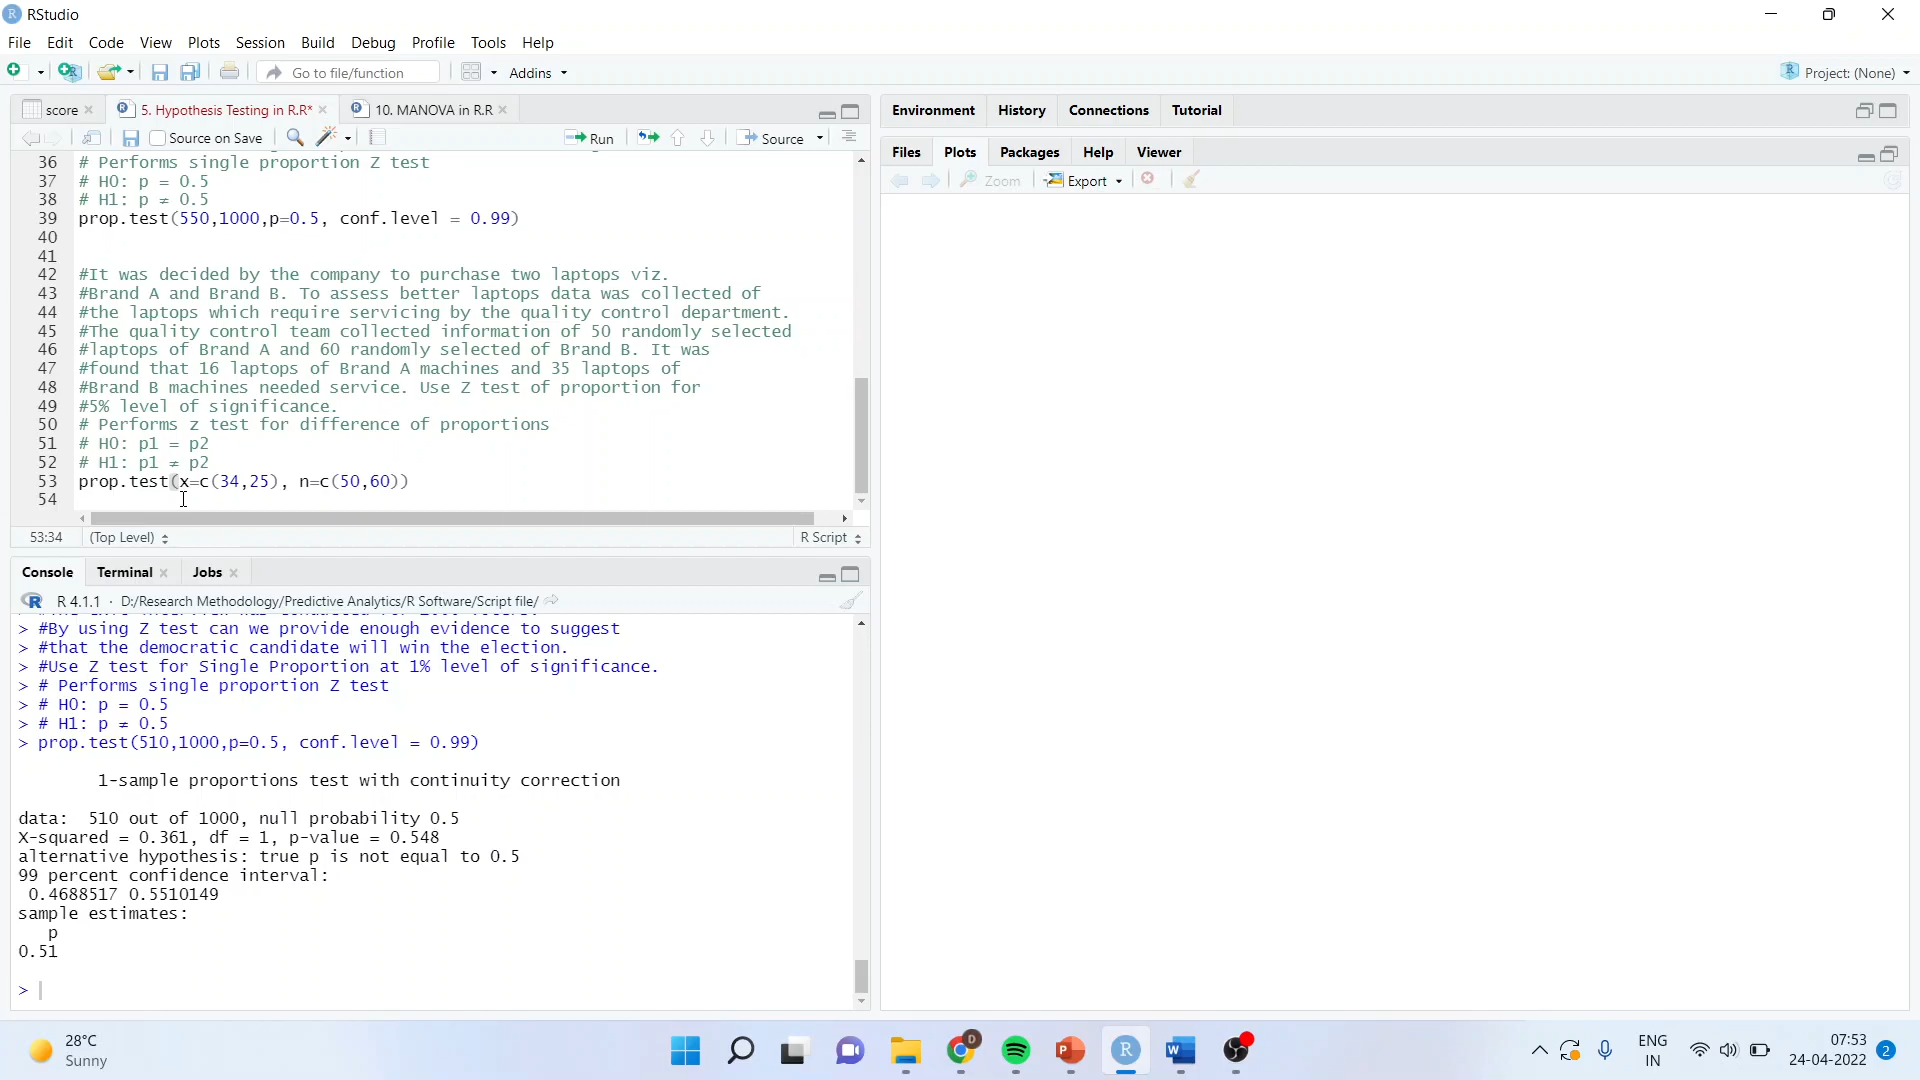 RStudio
File Edit Code View Plots Session Build Debug Profile Tools Help
Go to file/function Addins Project: (None)
score 5. Hypothesis Testing in R.R* 10. MANOVA in R.R
Source on Save Run Source
36 # Performs single proportion Z test
37 # H0: p = 0.5
38 # H1: p ≠ 0.5
39 prop.test(550,1000,p=0.5, conf.level = 0.99)
40
41
42 #It was decided by the company to purchase two laptops viz.
43 #Brand A and Brand B. To assess better laptops data was collected of
44 #the laptops which require servicing by the quality control department.
45 #The quality control team collected information of 50 randomly selected
46 #laptops of Brand A and 60 randomly selected of Brand B. It was
47 #found that 16 laptops of Brand A machines and 35 laptops of
48 #Brand B machines needed service. Use Z test of proportion for
49 #5% level of significance.
50 # Performs z test for difference of proportions
51 # H0: p1 = p2
52 # H1: p1 ≠ p2
53 prop.test(x=c(34,25), n=c(50,60))
54
53:34 (Top Level) R Script
Console Terminal Jobs
R 4.1.1 · D:/Research Methodology/Predictive Analytics/R Software/Script file/
> #By using Z test can we provide enough evidence to suggest
> #that the democratic candidate will win the election.
> #Use Z test for Single Proportion at 1% level of significance.
> # Performs single proportion Z test
> # H0: p = 0.5
> # H1: p ≠ 0.5
> prop.test(510,1000,p=0.5, conf.level = 0.99)
1-sample proportions test with continuity correction
data: 510 out of 1000, null probability 0.5
X-squared = 0.361, df = 1, p-value = 0.548
alternative hypothesis: true p is not equal to 0.5
99 percent confidence interval:
0.4688517 0.5510149
sample estimates:
p
0.51
>
Environment History Connections Tutorial
Files Plots Packages Help Viewer
Zoom Export
28°C
Sunny
D
ENG
IN
07:53
24-04-2022
2